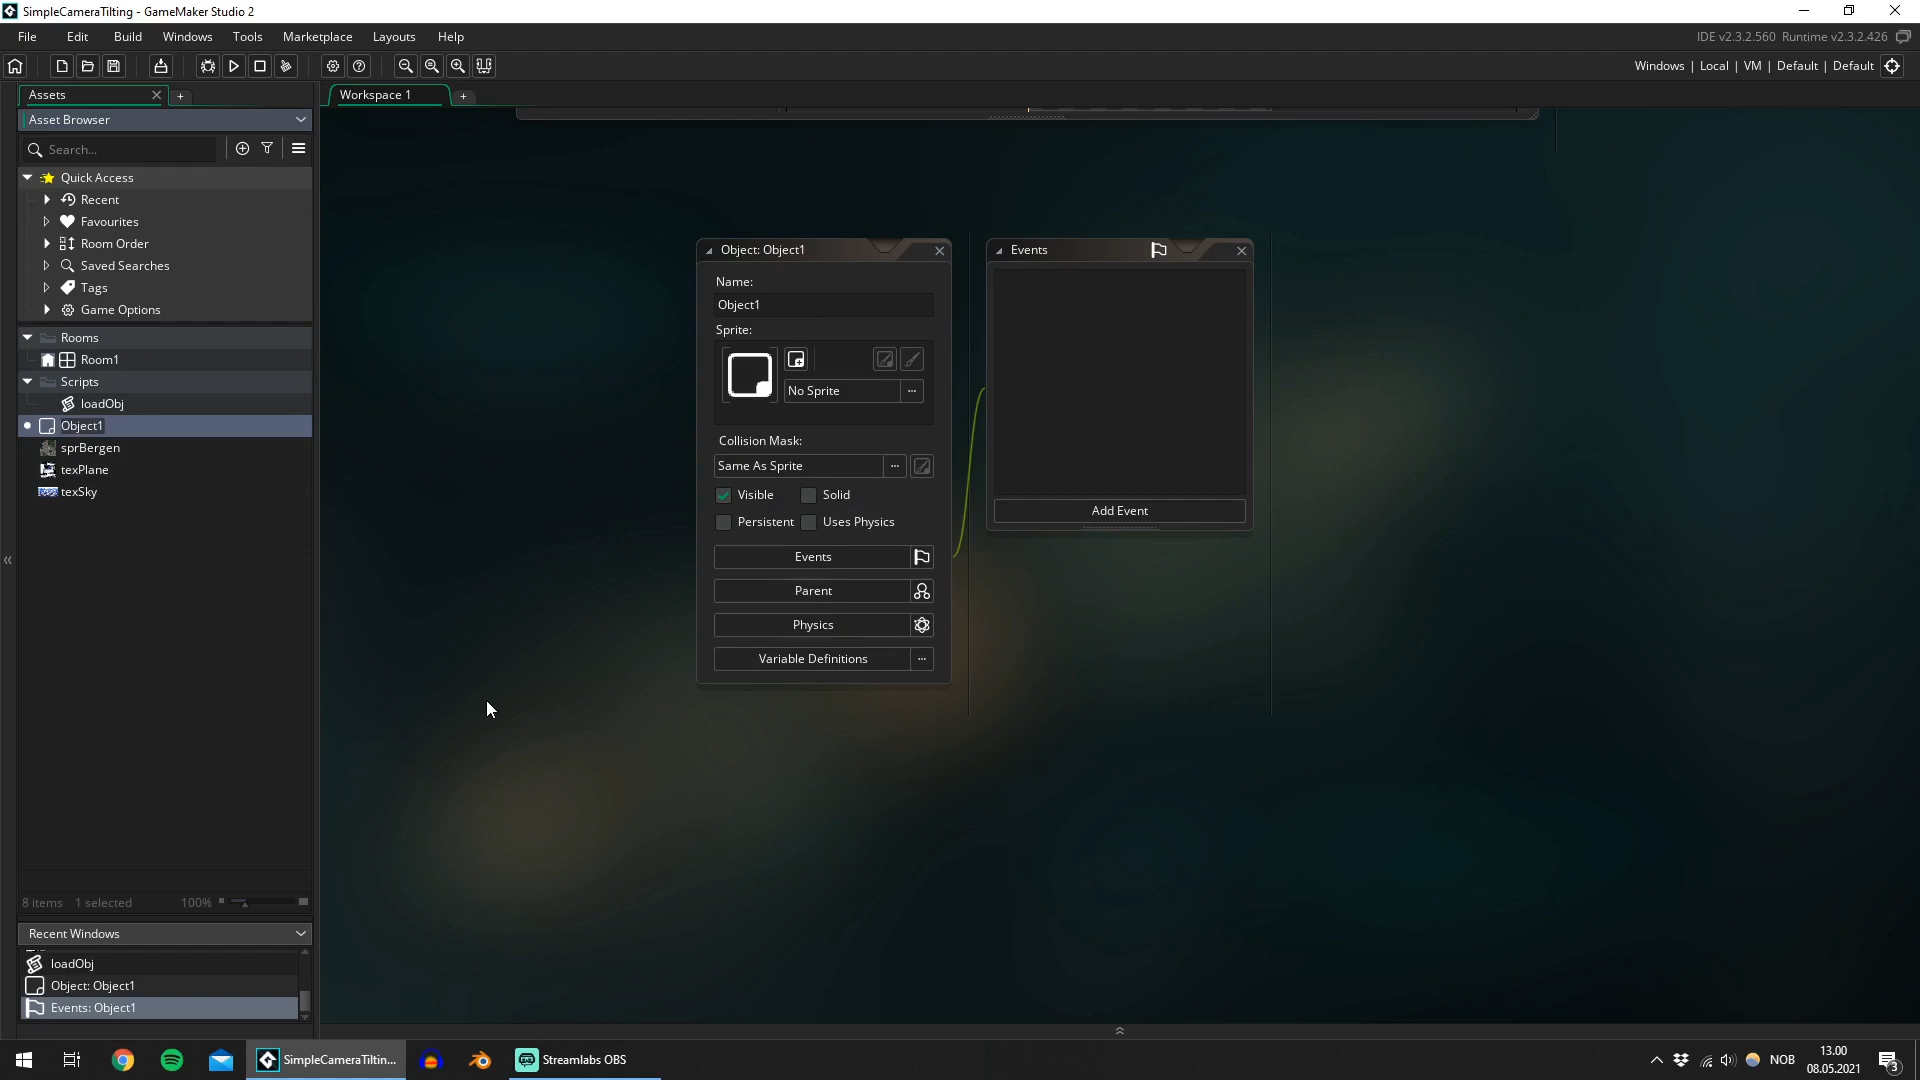 SimpleCameraTilting - GameMaker Studio 2
File Edit Build Windows Tools Marketplace Layouts Help
IDE v2.3.2.560 Runtime v2.3.2.426
Windows | Local | VM | Default | Default
Assets
Workspace 1
Asset Browser
Search...
Quick Access
Recent
Favourites
Room Order
Saved Searches
Tags
Game Options
Rooms
Room1
Scripts
loadObj
Object1
sprBergen
texPlane
texSky
8 items 1 selected 100%
Recent Windows
loadObj
Object: Object1
Events: Object1
Object: Object1
Name:
Object1
Sprite:
No Sprite
Collision Mask:
Same As Sprite
Visible Solid
Persistent Uses Physics
Events
Parent
Physics
Variable Definitions
Events
Add Event
SimpleCameraTiltin...
Streamlabs OBS
NOB
13.00
08.05.2021
3